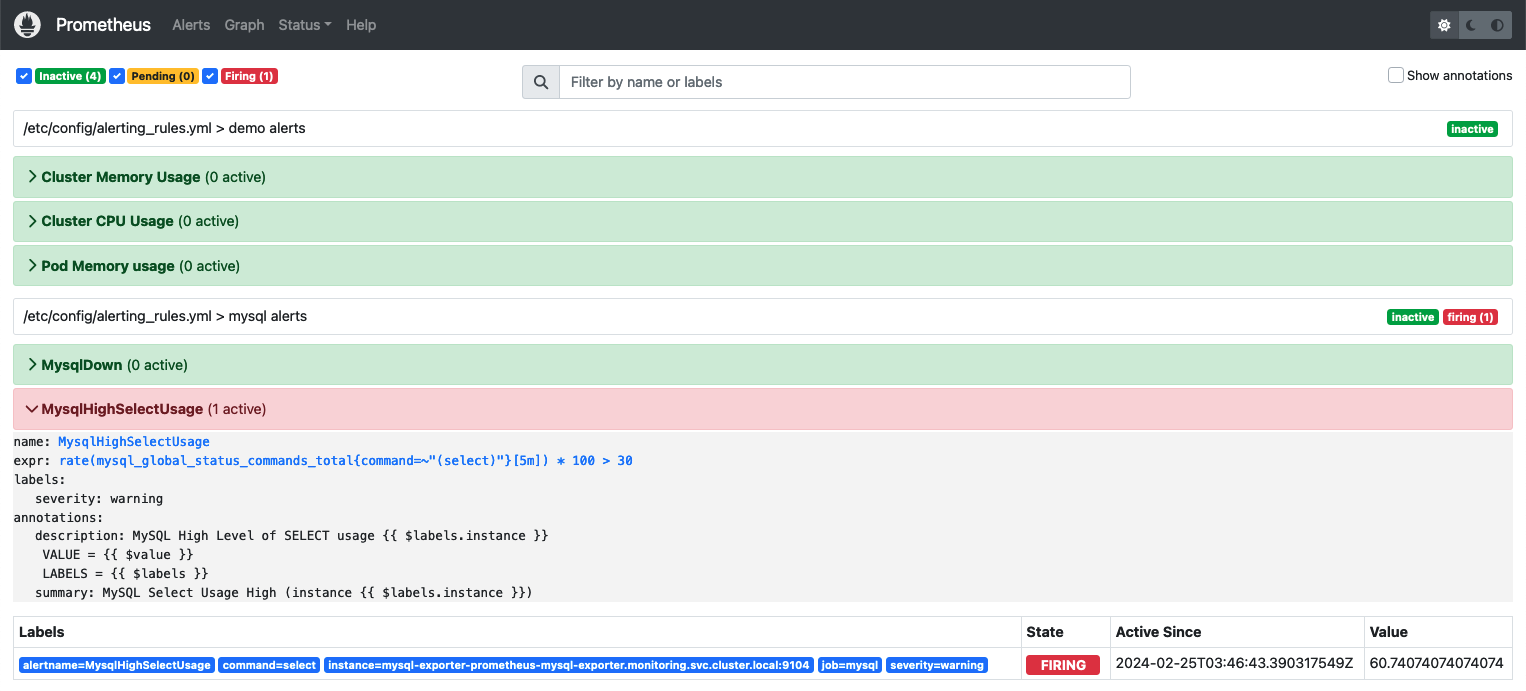 Prometheus Alerts Graph Status Help
Inactive (4) Pending (0) Firing (1) Filter by name or labels Show annotations
/etc/config/alerting_rules.yml > demo alerts inactive
Cluster Memory Usage (0 active)
Cluster CPU Usage (0 active)
Pod Memory usage (0 active)
/etc/config/alerting_rules.yml > mysql alerts inactive firing (1)
MysqlDown (0 active)
MysqlHighSelectUsage (1 active)
name: MysqlHighSelectUsage
expr: rate(mysql_global_status_commands_total{command=~"(select)"}[5m]) * 100 > 30
labels:
severity: warning
annotations:
description: MySQL High Level of SELECT usage {{ $labels.instance }}
VALUE = {{ $value }}
LABELS = {{ $labels }}
summary: MySQL Select Usage High (instance {{ $labels.instance }})
Labels State Active Since Value
alertname=MysqlHighSelectUsage command=select instance=mysql-exporter-prometheus-mysql-exporter.monitoring.svc.cluster.local:9104 job=mysql severity=warning FIRING 2024-02-25T03:46:43.390317549Z 60.74074074074074